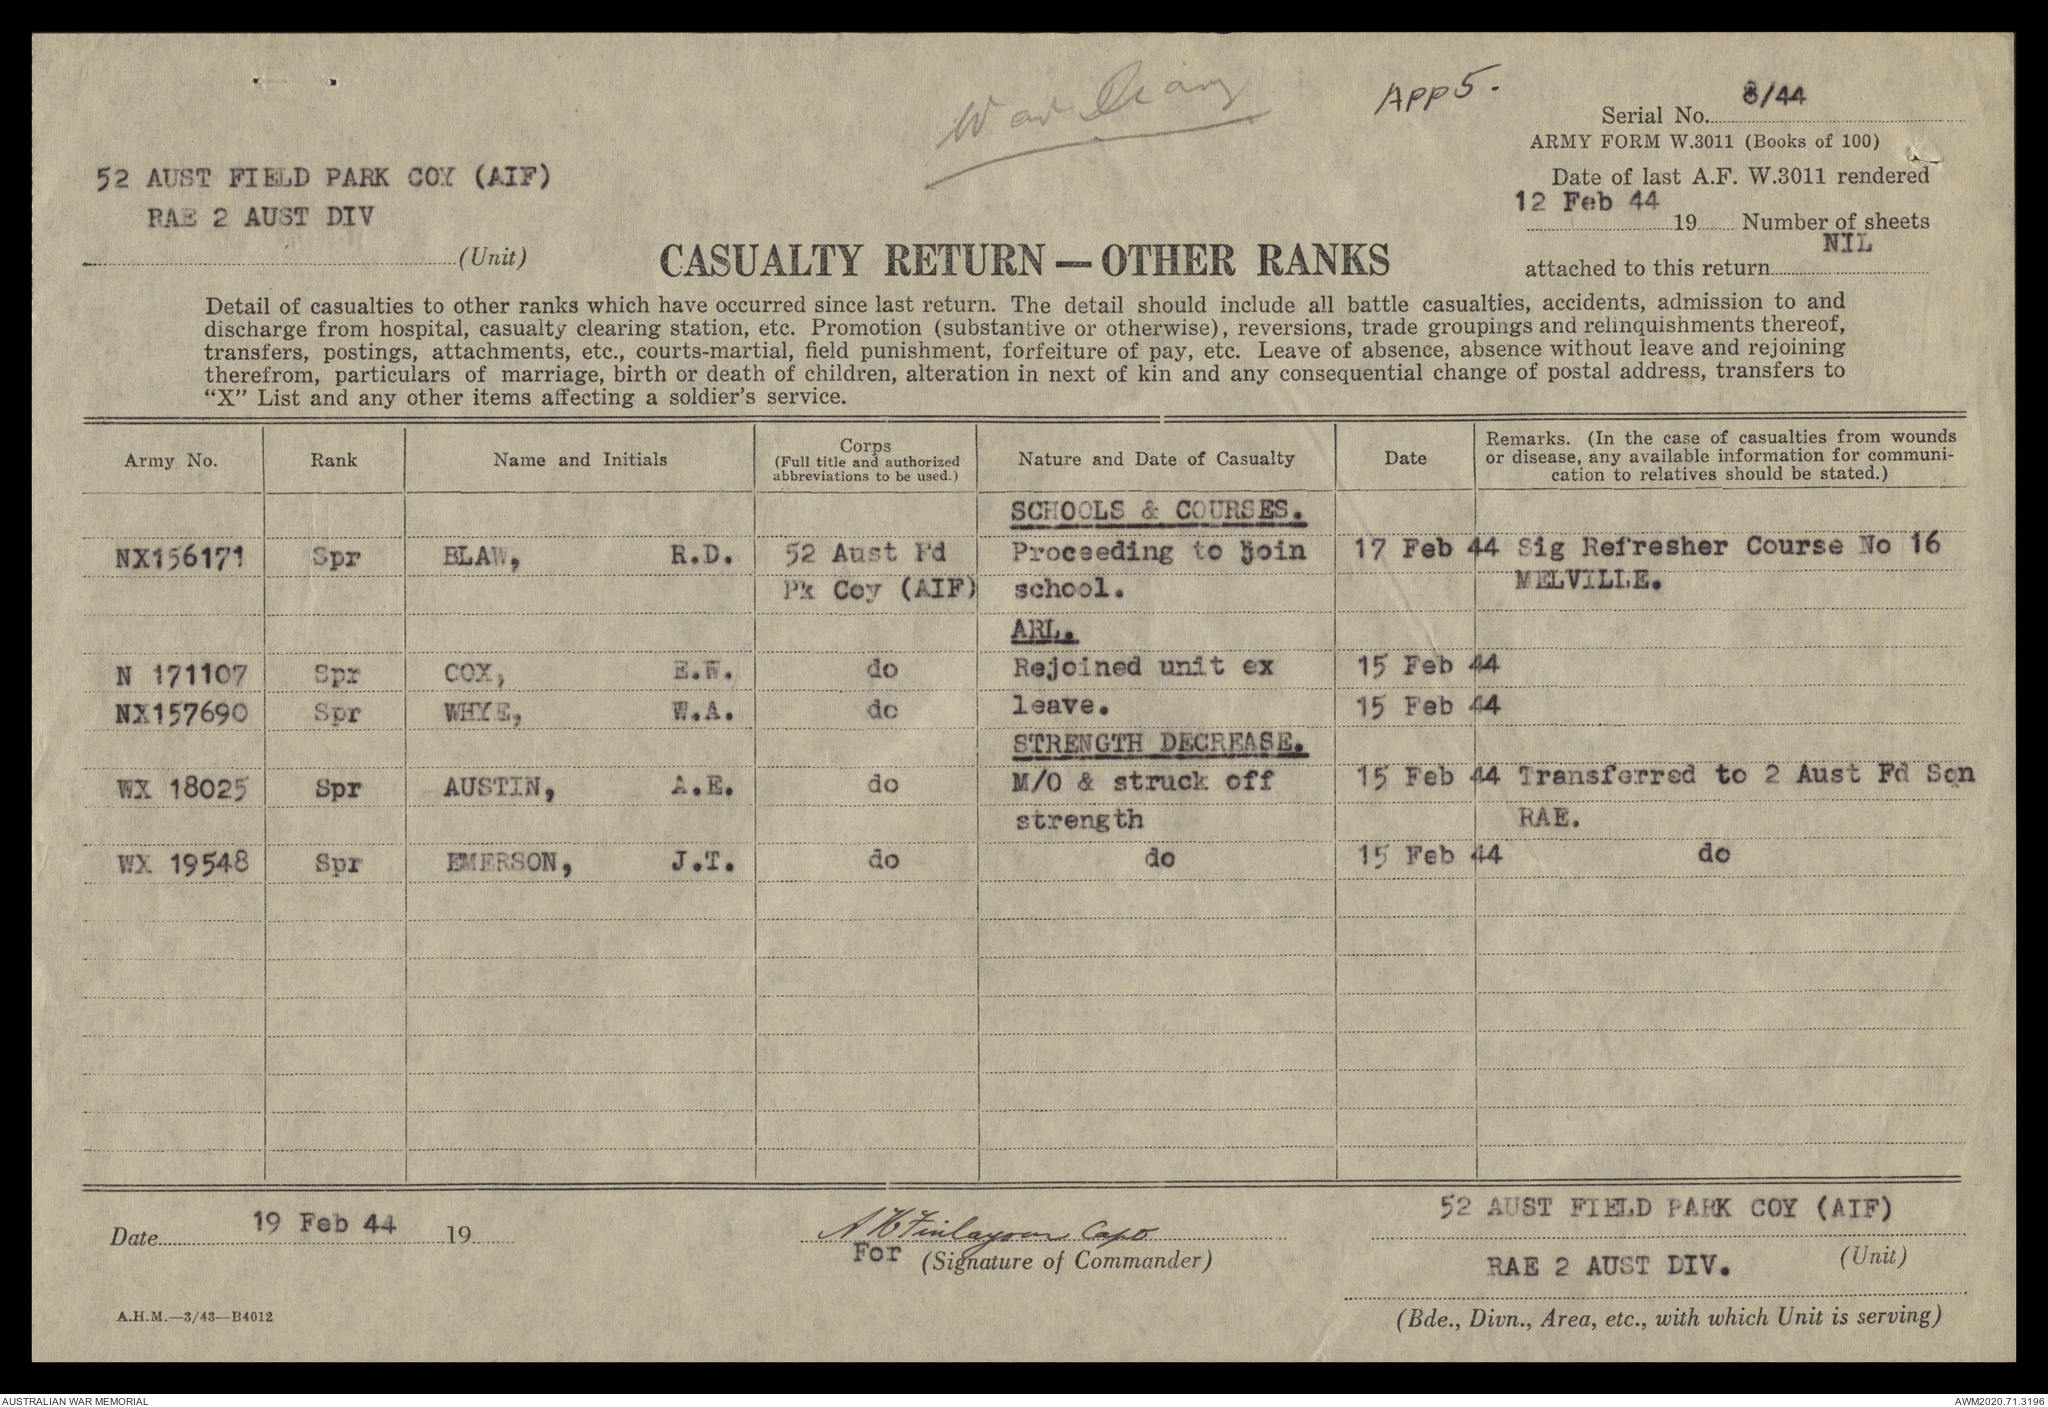 War Diary
APP 5.
Serial No. 8/44
ARMY FORM W.3011 (Books of 100)
52 AUST FIELD PARK COY (AIF)
RAE 2 AUST DIV
(Unit)
Date of last A.F. W.3011 rendered
12 Feb 44
19 Number of sheets
NIL
attached to this return
CASUALTY RETURN — OTHER RANKS
Detail of casualties to other ranks which have occurred since last return. The detail should include all battle casualties, accidents, admission to and
discharge from hospital, casualty clearing station, etc. Promotion (substantive or otherwise), reversions, trade groupings and relinquishments thereof,
transfers, postings, attachments, etc., courts-martial, field punishment, forfeiture of pay, etc. Leave of absence, absence without leave and rejoining
therefrom, particulars of marriage, birth or death of children, alteration in next of kin and any consequential change of postal address, transfers to
“X” List and any other items affecting a soldier’s service.
Army No. Rank Name and Initials Corps (Full title and authorized abbreviations to be used.) Nature and Date of Casualty Date Remarks. (In the case of casualties from wounds or disease, any available information for communi- cation to relatives should be stated.)
SCHOOLS & COURSES.
NX156171 Spr BLAW, R.D. 52 Aust Fd Proceeding to join 17 Feb 44 Sig Refresher Course No 16
Pk Coy (AIF) school. MELVILLE.
ARL.
N 171107 Spr COX, E.W. do Rejoined unit ex 15 Feb 44
NX157690 Spr WHYE, W.A. do leave. 15 Feb 44
STRENGTH DECREASE.
WX 18025 Spr AUSTIN, A.E. do M/O & struck off 15 Feb 44 Transferred to 2 Aust Fd Sqn
strength RAE.
WX 19548 Spr EMERSON, J.T. do do 15 Feb 44 do
Date 19 Feb 44 19
A H Finlayson Capt
For (Signature of Commander)
52 AUST FIELD PARK COY (AIF)
(Unit)
RAE 2 AUST DIV.
(Bde., Divn., Area, etc., with which Unit is serving)
A.H.M.—3/43—B4012
AUSTRALIAN WAR MEMORIAL
AWM2020.71.3196